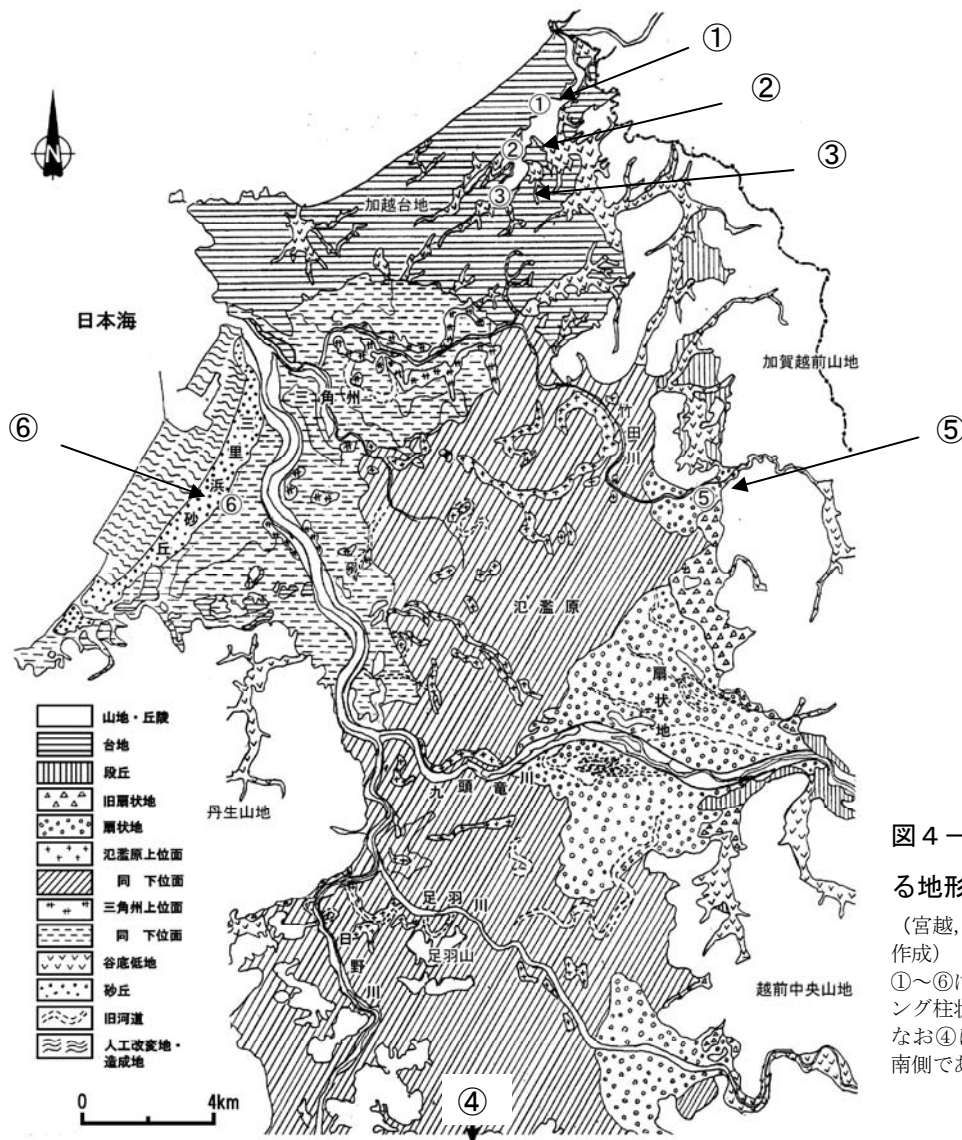 ①
②
③
N
①
②
③
加越台地
日本海
加賀越前山地
三角州
竹田川
⑥
三里浜砂丘
⑥
⑤
⑤
氾濫原
扇状地
九頭竜川
丹生山地
足羽川
日野川
足羽山
越前中央山地
④
山地・丘陵
台地
段丘
旧扇状地
扇状地
氾濫原上位面
同 下位面
三角州上位面
同 下位面
谷底低地
砂丘
旧河道
人工改変地・
造成地
0 4km
図4－
る地形
（宮越，
作成）
①～⑥に
ング柱状
なお④に
南側であ